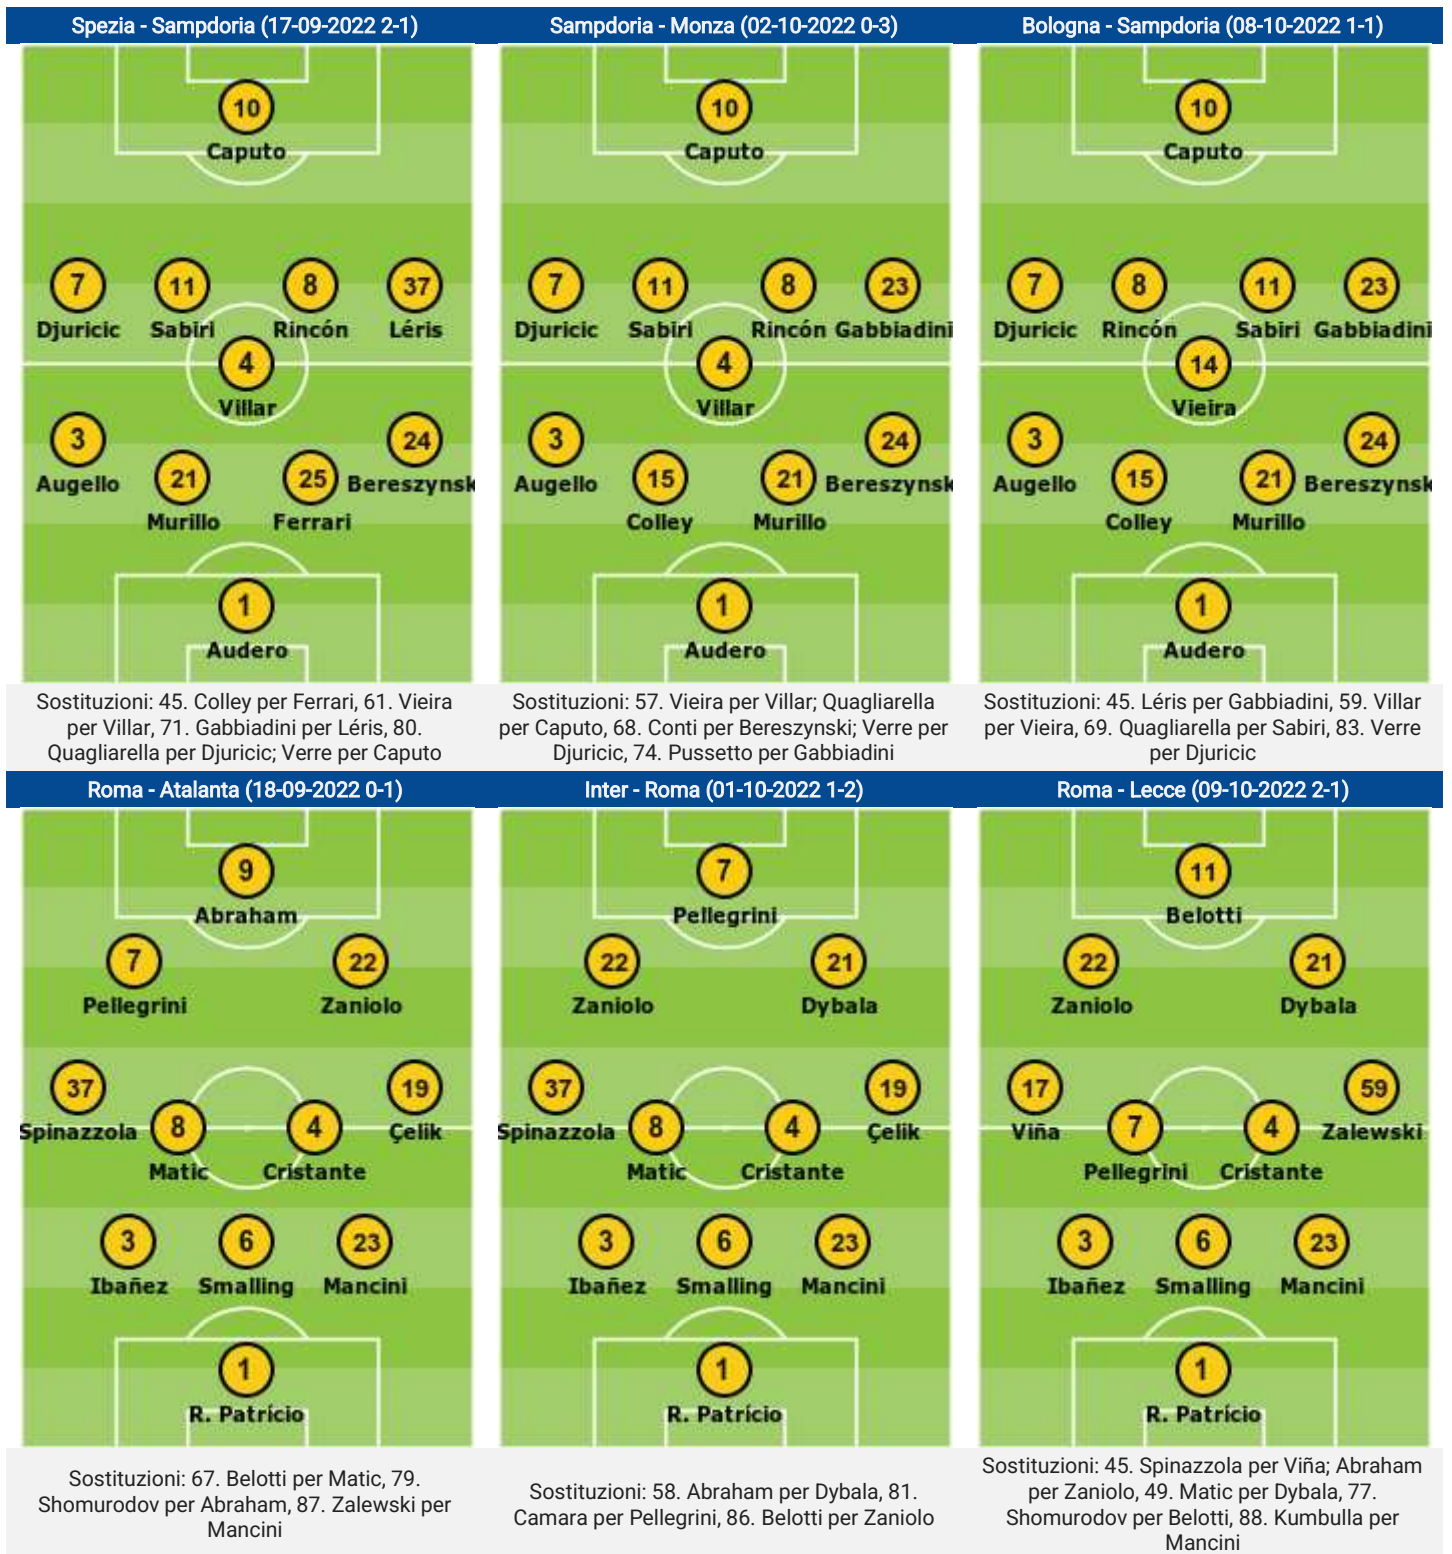 Spezia - Sampdoria (17-09-2022 2-1)
10
Caputo
7
11
8
37
Djuricic
Sabiri
Rincón
Léris
4
Villar
3
24
Augello
21
25
Bereszynsk
Murillo
Ferrari
1
Audero
Sostituzioni: 45. Colley per Ferrari, 61. Vieira
per Villar, 71. Gabbiadini per Léris, 80.
Quagliarella per Djuricic; Verre per Caputo
Sampdoria - Monza (02-10-2022 0-3)
10
Caputo
7
11
8
23
Djuricic
Sabiri
Rincón
Gabbiadini
4
Villar
3
24
Augello
15
21
Bereszynsk
Colley
Murillo
1
Audero
Sostituzioni: 57. Vieira per Villar; Quagliarella
per Caputo, 68. Conti per Bereszynski; Verre per
Djuricic, 74. Pussetto per Gabbiadini
Bologna - Sampdoria (08-10-2022 1-1)
10
Caputo
7
8
11
23
Djuricic
Rincón
Sabiri
Gabbiadini
14
Vieira
3
24
Augello
15
21
Bereszynsk
Colley
Murillo
1
Audero
Sostituzioni: 45. Léris per Gabbiadini, 59. Villar
per Vieira, 69. Quagliarella per Sabiri, 83. Verre
per Djuricic
Roma - Atalanta (18-09-2022 0-1)
9
Abraham
7
22
Pellegrini
Zaniolo
37
19
Spinazzola
8
4
Çelik
Matic
Cristante
3
6
23
Ibañez
Smalling
Mancini
1
R. Patrício
Sostituzioni: 67. Belotti per Matic, 79.
Shomurodov per Abraham, 87. Zalewski per
Mancini
Inter - Roma (01-10-2022 1-2)
7
Pellegrini
22
21
Zaniolo
Dybala
37
19
Spinazzola
8
4
Çelik
Matic
Cristante
3
6
23
Ibañez
Smalling
Mancini
1
R. Patrício
Sostituzioni: 58. Abraham per Dybala, 81.
Camara per Pellegrini, 86. Belotti per Zaniolo
Roma - Lecce (09-10-2022 2-1)
11
Belotti
22
21
Zaniolo
Dybala
17
59
Viña
7
4
Zalewski
Pellegrini
Cristante
3
6
23
Ibañez
Smalling
Mancini
1
R. Patrício
Sostituzioni: 45. Spinazzola per Viña; Abraham
per Zaniolo, 49. Matic per Dybala, 77.
Shomurodov per Belotti, 88. Kumbulla per
Mancini